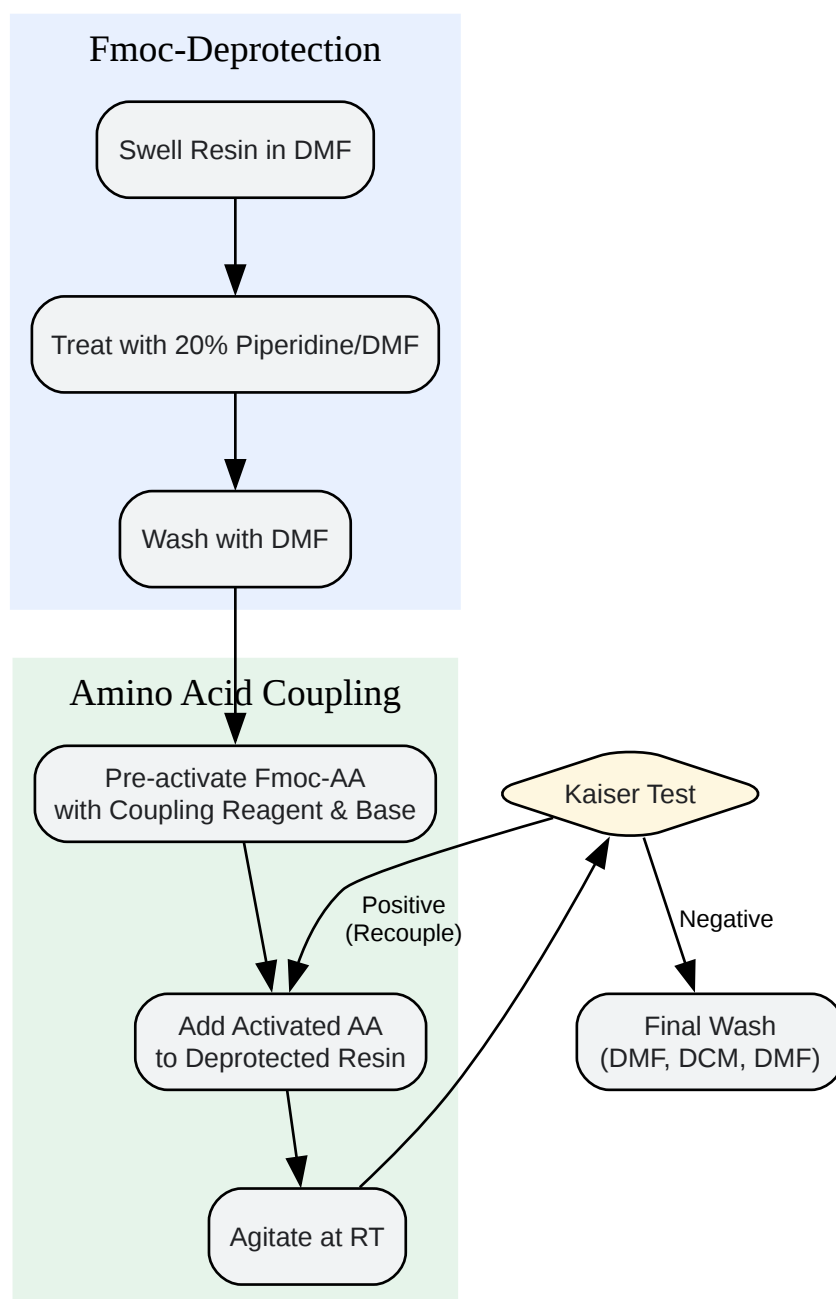 Fmoc-Deprotection
Swell Resin in DMF
Treat with 20% Piperidine/DMF
Wash with DMF
Amino Acid Coupling
Pre-activate Fmoc-AA
with Coupling Reagent & Base
Kaiser Test
Positive
(Recouple)
Negative
Add Activated AA
to Deprotected Resin
Final Wash
(DMF, DCM, DMF)
Agitate at RT